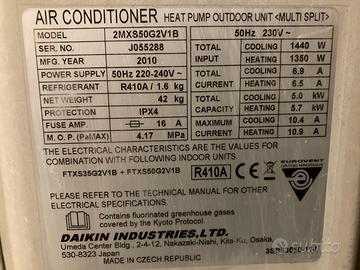 AIR CONDITIONER HEAT PUMP OUTDOOR UNIT <MULTI SPLIT>
MODEL 2MXS50G2V1B
SER. NO. J055288
MFG. YEAR 2010
POWER SUPPLY 50Hz 220-240V~
REFRIGERANT R410A / 1.6 kg
NET WEIGHT 42 kg
PROTECTION IPX4
FUSE AMP. 16 A
M. O. P. (PaMAX) 4.17 MPa
50Hz 230V~
TOTAL INPUT COOLING 1440 W
HEATING 1350 W
TOTAL CURRENT COOLING 6.9 A
HEATING 6.5 A
TOTAL CAPACITY COOLING 5.0 kW
HEATING 5.7 kW
MAXIMUM CURRENT COOLING 10.4 A
HEATING 10.9 A
THE ELECTRICAL CHARACTERISTICS ARE THE VALUES FOR
COMBINATION WITH FOLLOWING INDOOR UNITS.
FTXS35G2V1B + FTXS50G2V1B
R410A
EUROVENT
PLEASE REFER TO THE TECHNICAL DATABOOK FOR ANY
OTHER COMBINATION.
Contains fluorinated greenhouse gases
covered by the Kyoto Protocol.
DAIKIN INDUSTRIES, LTD.
Umeda Center Bldg., 2-4-12, Nakazaki-Nishi, Kita-Ku, Osaka,
530-8323 Japan
MADE IN CZECH REPUBLIC
subito